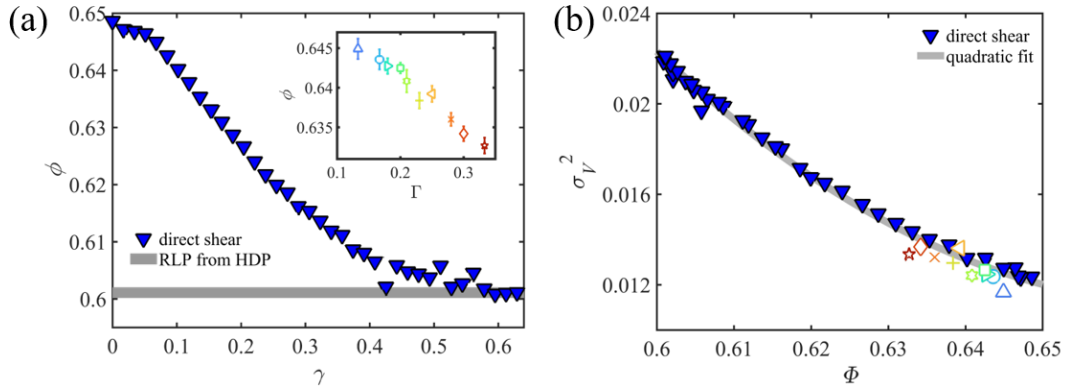 (a)
0.65
0.64
0.63
0.62
0.61
0.6
ϕ
0
0.1
0.2
0.3
0.4
0.5
0.6
γ
direct shear
RLP from HDP
0.645
0.64
0.635
ϕ
0.1
0.2
0.3
Γ
(b)
0.024
0.02
0.016
0.012
σV2
0.6
0.61
0.62
0.63
0.64
0.65
Φ
direct shear
quadratic fit